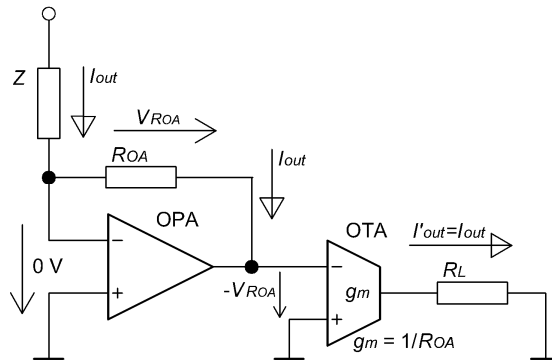 Z
Iout
VROA
ROA
Iout
OPA
−
+
0 V
-VROA
OTA
−
+
gm
I'out=Iout
RL
gm = 1/ROA